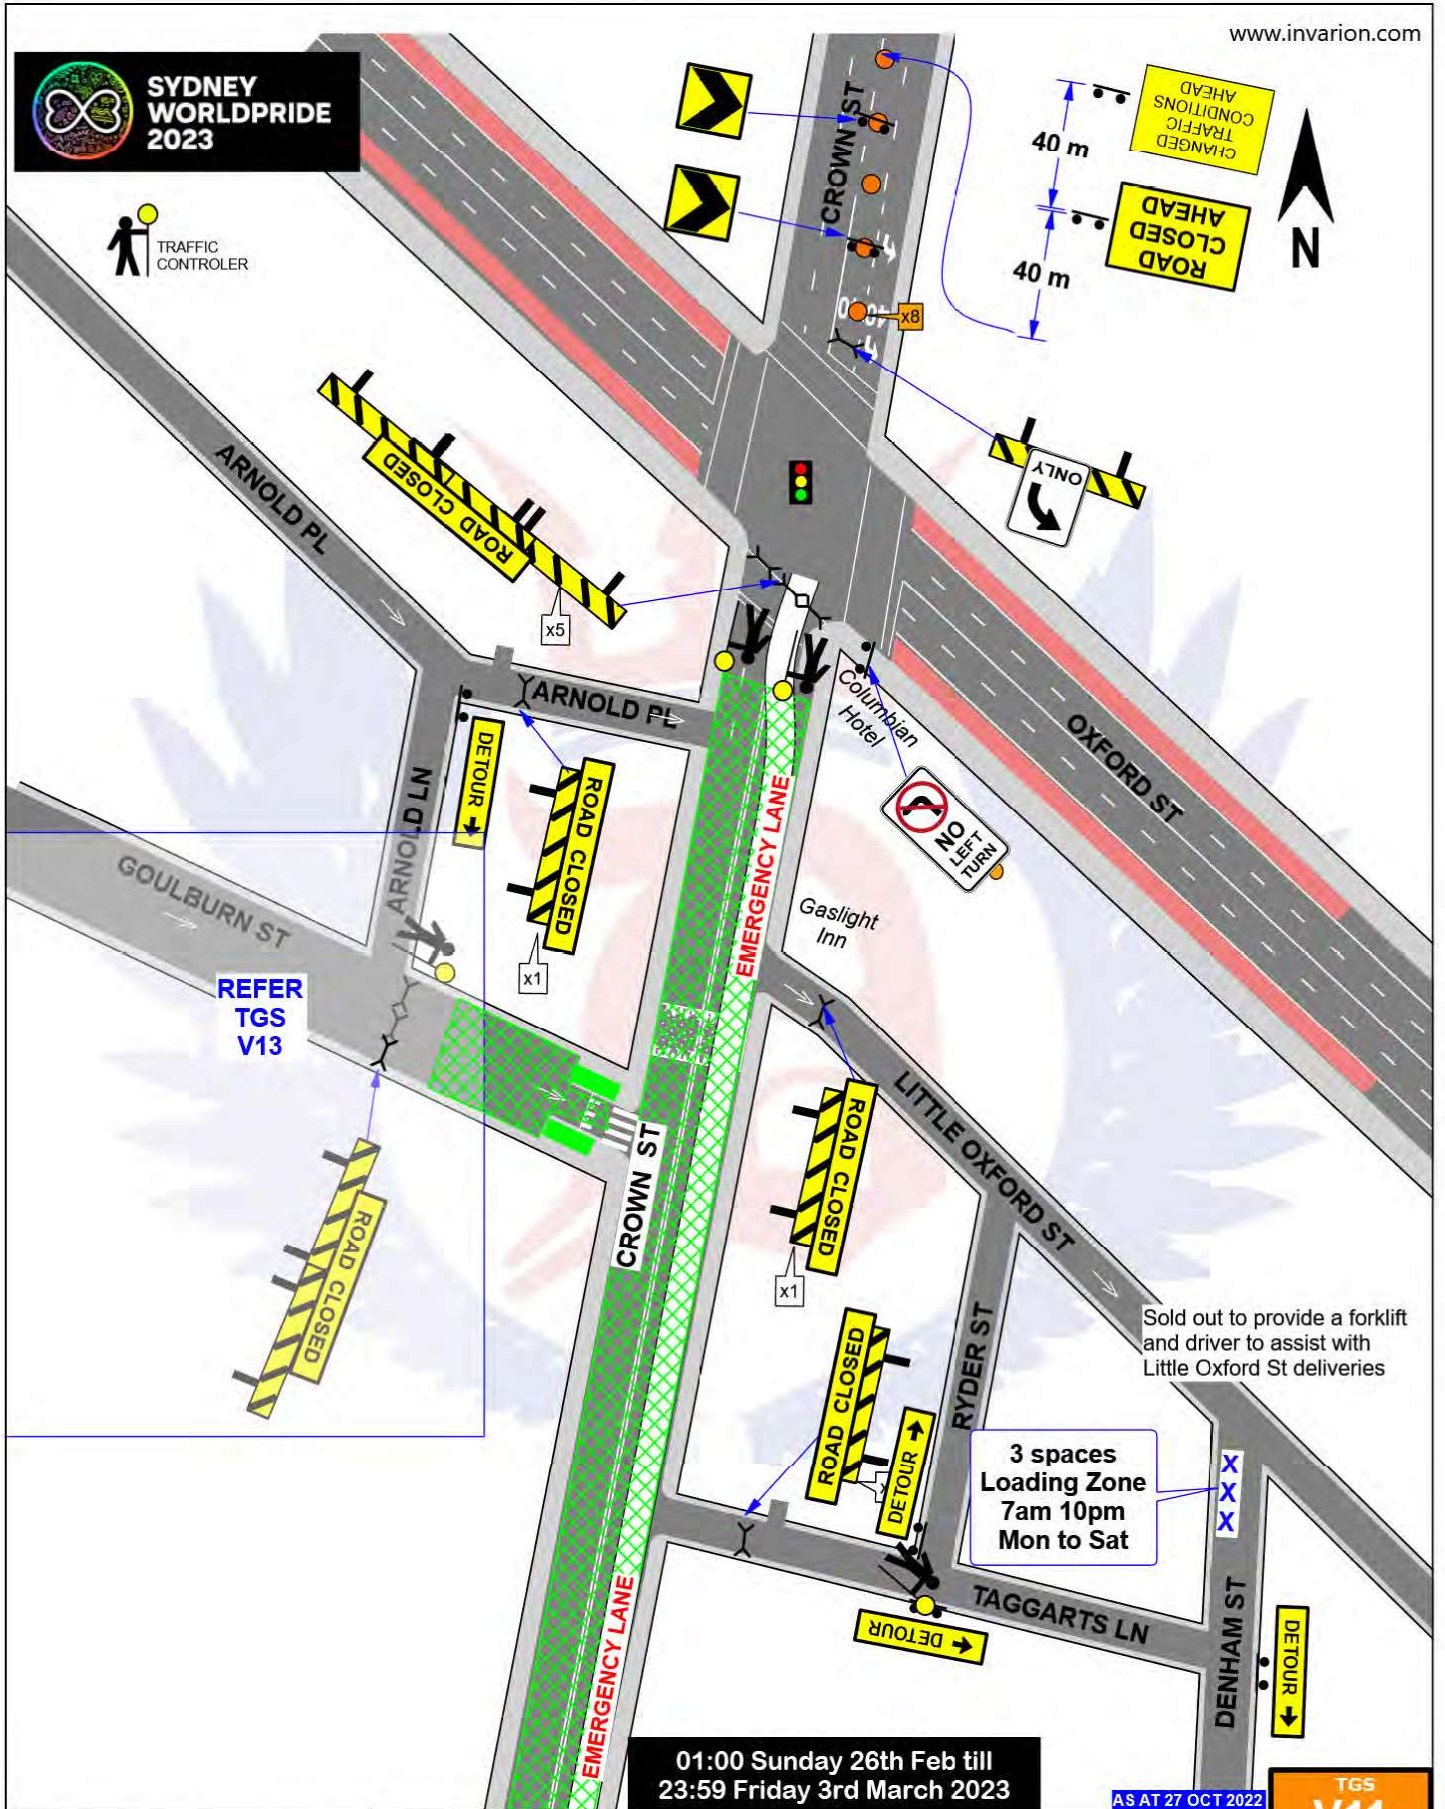 www.invarion.com
SYDNEY
WORLDPRIDE
2023
TRAFFIC
CONTROLER
CROWN ST
40 m
CHANGED
TRAFFIC
CONDITIONS
AHEAD
40 m
ROAD
CLOSED
AHEAD
N
40
x8
ONLY
ARNOLD PL
ROAD CLOSED
x5
ARNOLD PL
Columbian
Hotel
OXFORD ST
DETOUR
ROAD CLOSED
x1
ARNOLD LN
EMERGENCY LANE
NO
LEFT
TURN
GOULBURN ST
Gaslight
Inn
REFER
TGS
V13
LITTLE OXFORD ST
ROAD CLOSED
x1
CROWN ST
ROAD CLOSED
Sold out to provide a forklift
and driver to assist with
Little Oxford St deliveries
ROAD CLOSED
DETOUR
RYDER ST
3 spaces
Loading Zone
7am 10pm
Mon to Sat
X
X
X
EMERGENCY LANE
DETOUR
TAGGARTS LN
DENHAM ST
DETOUR
01:00 Sunday 26th Feb till
23:59 Friday 3rd March 2023
AS AT 27 OCT 2022
TGS